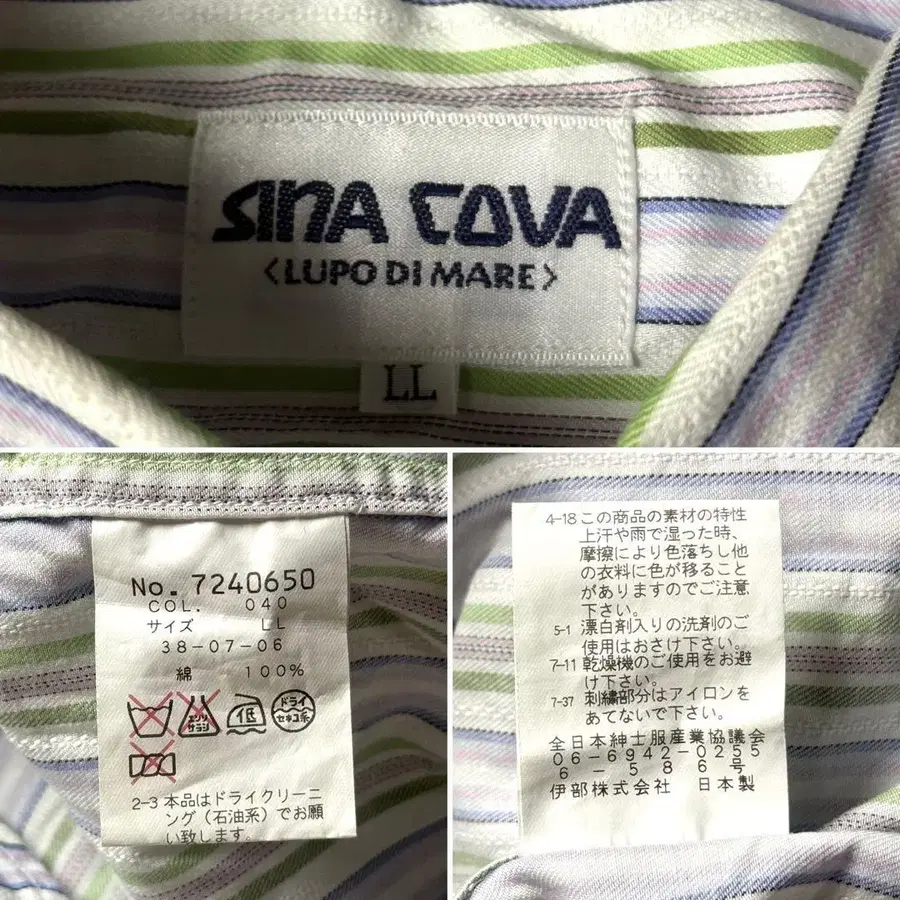 SINA COVA
〈LUPO DI MARE〉
LL
No. 7240650
COL. 040
サイズ LL
38-07-06
綿 100%
エンソ
サラシ
低
ドライ
セキユ系
2-3 本品はドライクリーニ
ング(石油系)でお願
い致します。
4-18 この商品の素材の特性
上汗や雨で湿った時、
摩擦により色落ちし他
の衣料に色が移ること
がありますのでご注意
下さい。
5-1 漂白剤入りの洗剤のご
使用はおさけ下さい。
7-11 乾燥機のご使用をお避
け下さい。
7-37 刺繍部分はアイロンを
あてないで下さい。
全日本紳士服産業協議会
06-6942-0255
6-586号
伊部株式会社 日本製